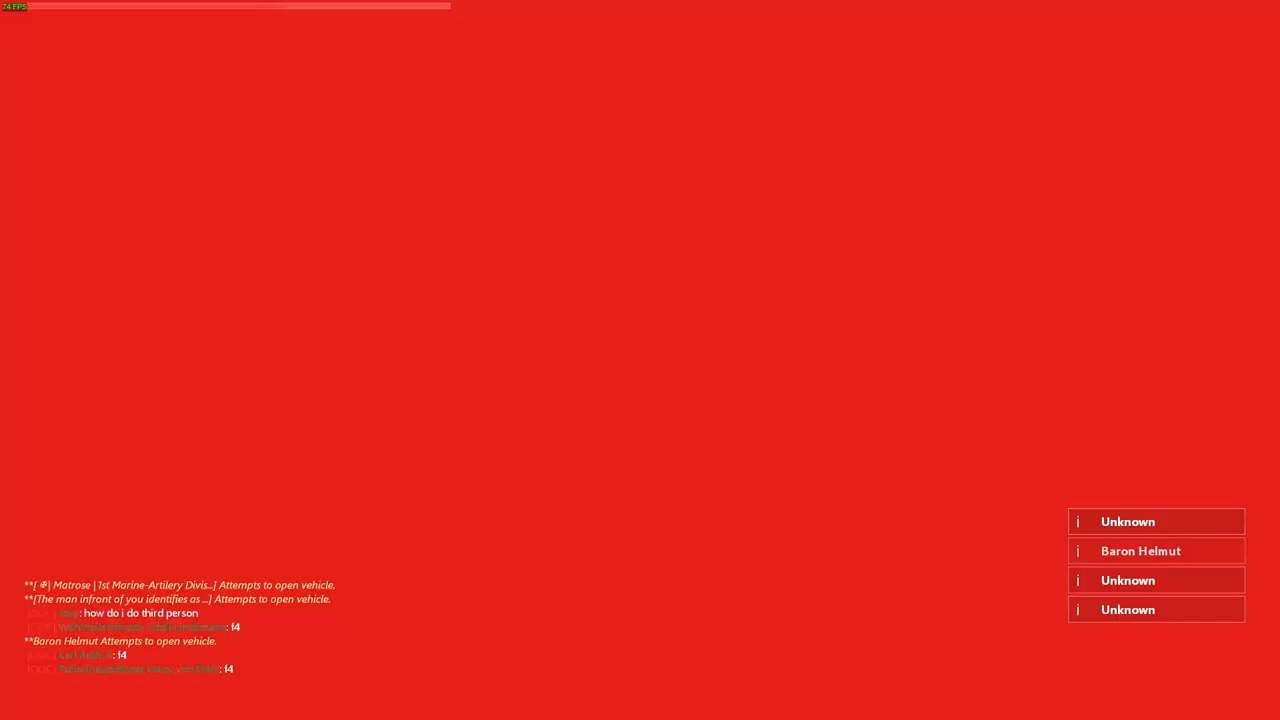 74 FPS
**[ ✠| Matrose |1st Marine-Artilery Divis...] Attempts to open vehicle.
**[The man infront of you identifies as ...] Attempts to open vehicle.
: how do i do third person
: f4
**Baron Helmut Attempts to open vehicle.
: f4
: f4
i Unknown
i Baron Helmut
i Unknown
i Unknown